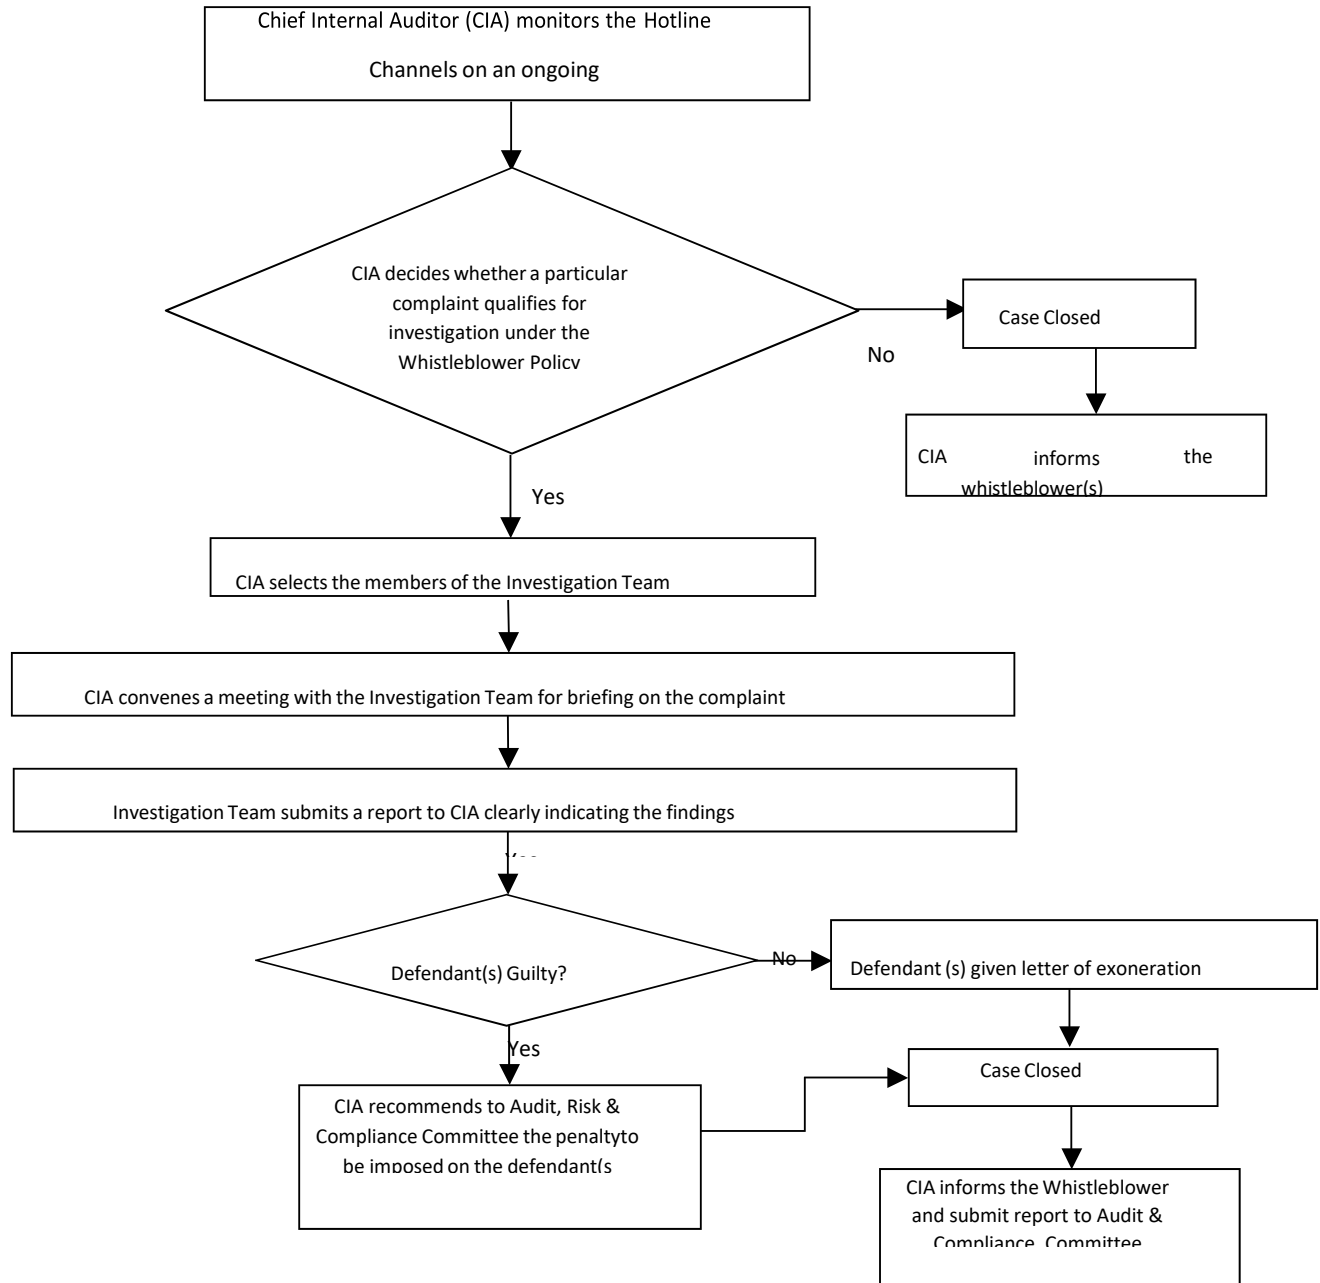 Chief Internal Auditor (CIA) monitors the Hotline
Channels on an ongoing
CIA decides whether a particular
complaint qualifies for
investigation under the
Whistleblower Policy
No
Case Closed
CIA informs the
whistleblower(s)
Yes
CIA selects the members of the Investigation Team
CIA convenes a meeting with the Investigation Team for briefing on the complaint
Investigation Team submits a report to CIA clearly indicating the findings
Defendant(s) Guilty?
No
Defendant (s) given letter of exoneration
Yes
Case Closed
CIA recommends to Audit, Risk &
Compliance Committee the penaltyto
be imposed on the defendant(s
CIA informs the Whistleblower
and submit report to Audit &
Compliance Committee